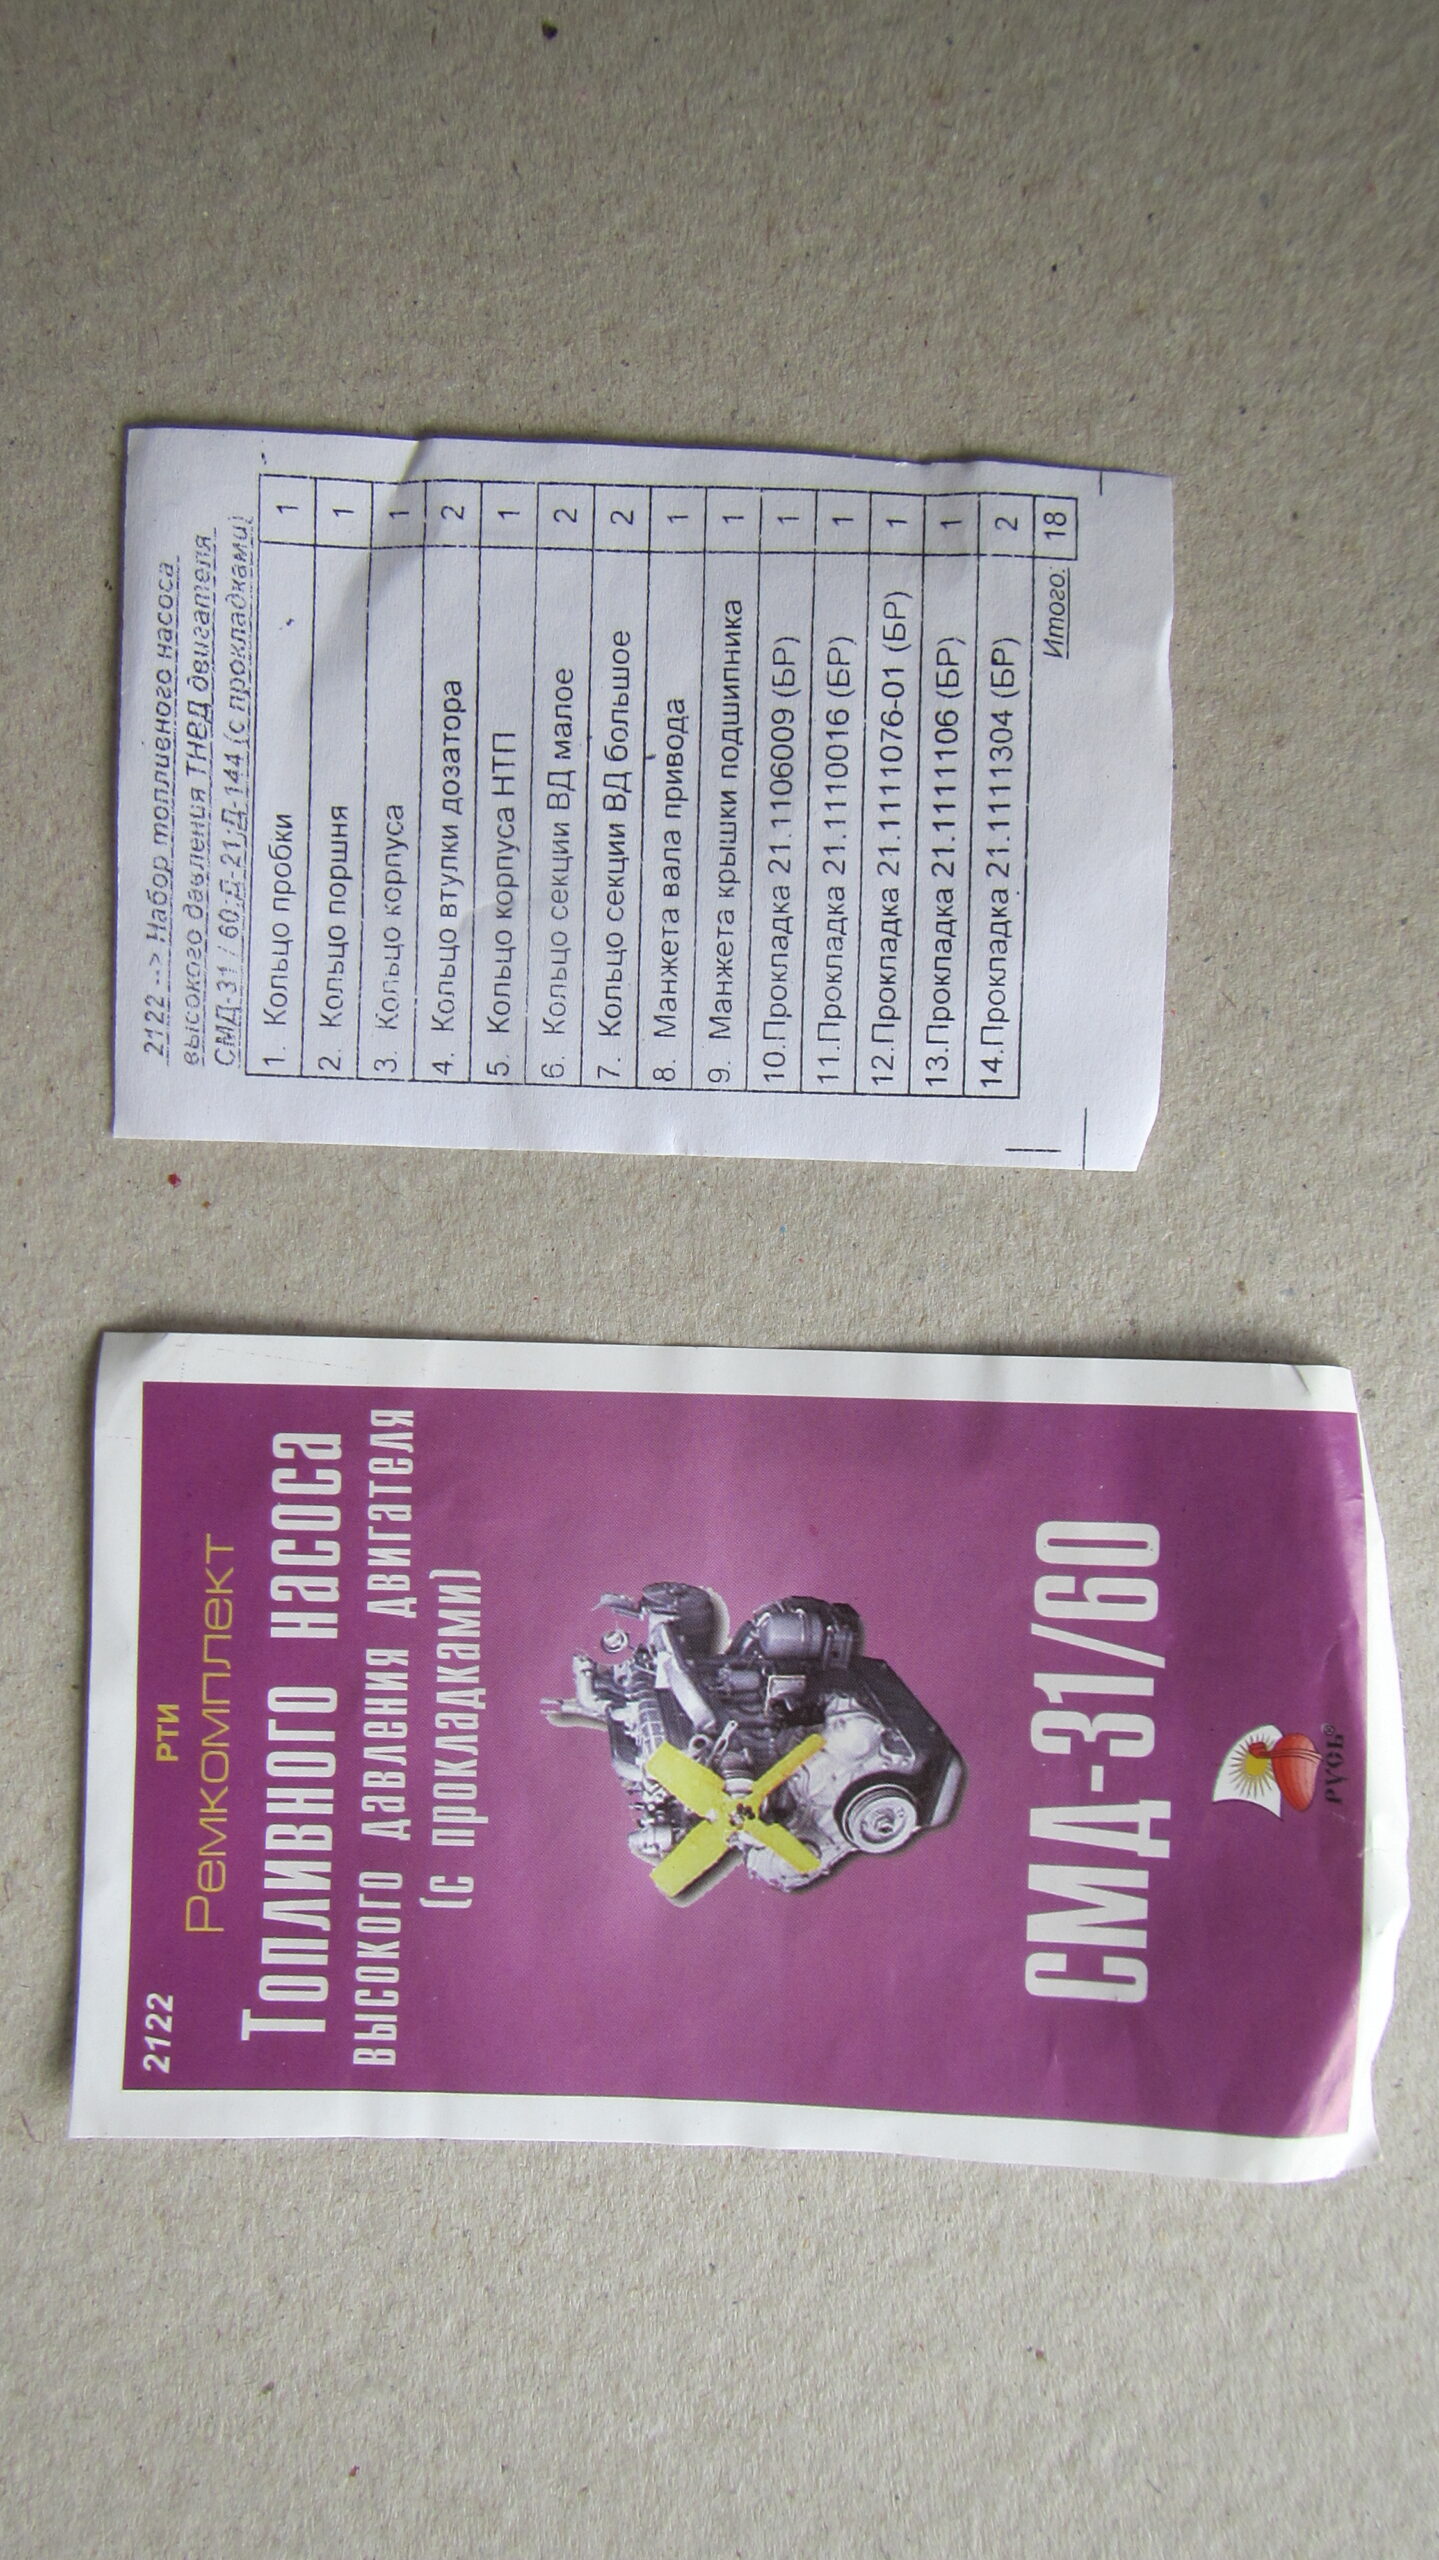 2122
РТИ
Ремкомплект
Топливного насоса
высокого давления двигателя
(с прокладками)
СМД-31/60
РУСЬ®
2122 --> Набор топливного насоса
высокого давления ТНВД двигателя
СМД-31 / 60;Д-21;Д-144 (с прокладками)
1. Кольцо пробки 1
2. Кольцо поршня 1
3. Кольцо корпуса 1
4. Кольцо втулки дозатора 2
5. Кольцо корпуса НТП 1
6. Кольцо секции ВД малое 2
7. Кольцо секции ВД большое 2
8. Манжета вала привода 1
9. Манжета крышки подшипника 1
10.Прокладка 21.1106009 (БР) 1
11.Прокладка 21.1110016 (БР) 1
12.Прокладка 21.1111076-01 (БР) 1
13.Прокладка 21.1111106 (БР) 1
14.Прокладка 21.1111304 (БР) 2
Итого: 18